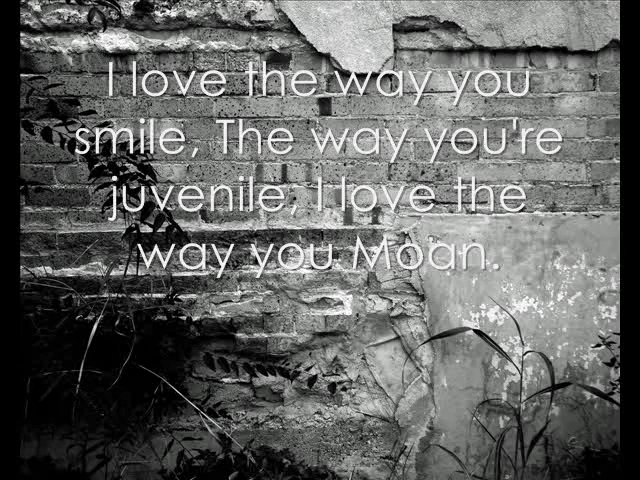 I love the way you
smile, The way you're
juvenile, I love the
way you Moan.